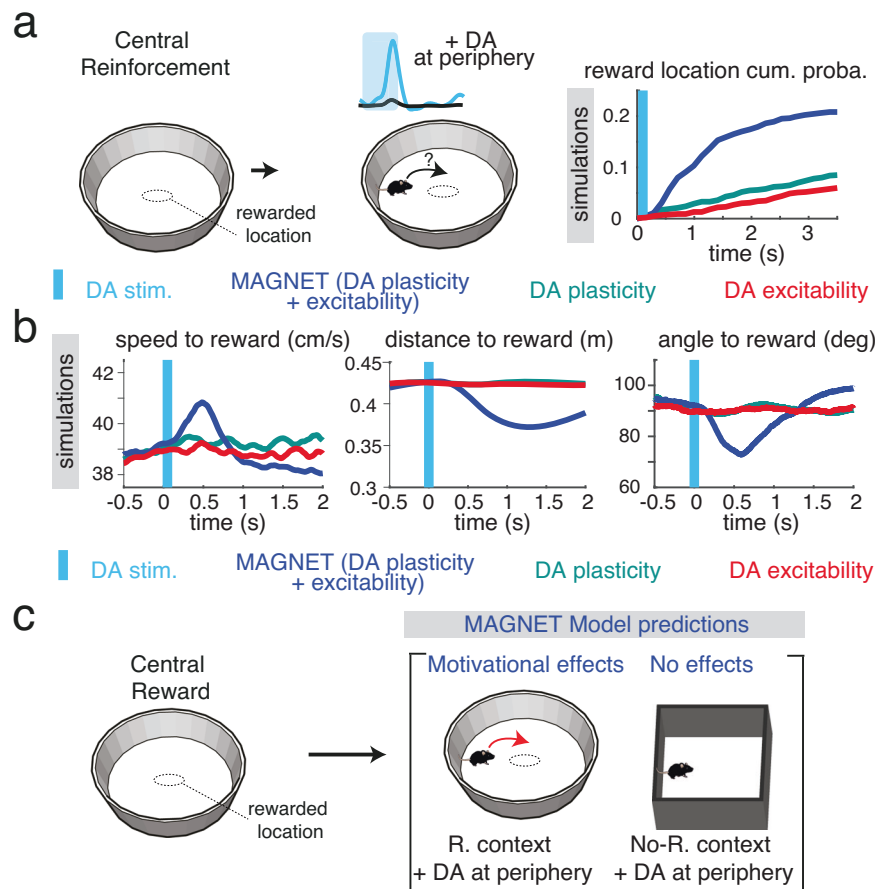 a
Central
Reinforcement
rewarded
location
+ DA
at periphery
?
reward location cum. proba.
simulations
0.2
0.1
0
0 1 2 3
time (s)
DA stim.
MAGNET (DA plasticity
+ excitability)
DA plasticity
DA excitability
b
simulations
speed to reward (cm/s)
42
40
38
-0.5 0 0.5 1 1.5 2
time (s)
distance to reward (m)
0.425
0.4
0.3
-0.5 0 0.5 1 1.5 2
time (s)
angle to reward (deg)
100
80
60
-0.5 0 0.5 1 1.5 2
time (s)
DA stim.
MAGNET (DA plasticity
+ excitability)
DA plasticity
DA excitability
c
Central
Reward
rewarded
location
MAGNET Model predictions
Motivational effects
No effects
R. context
+ DA at periphery
No-R. context
+ DA at periphery